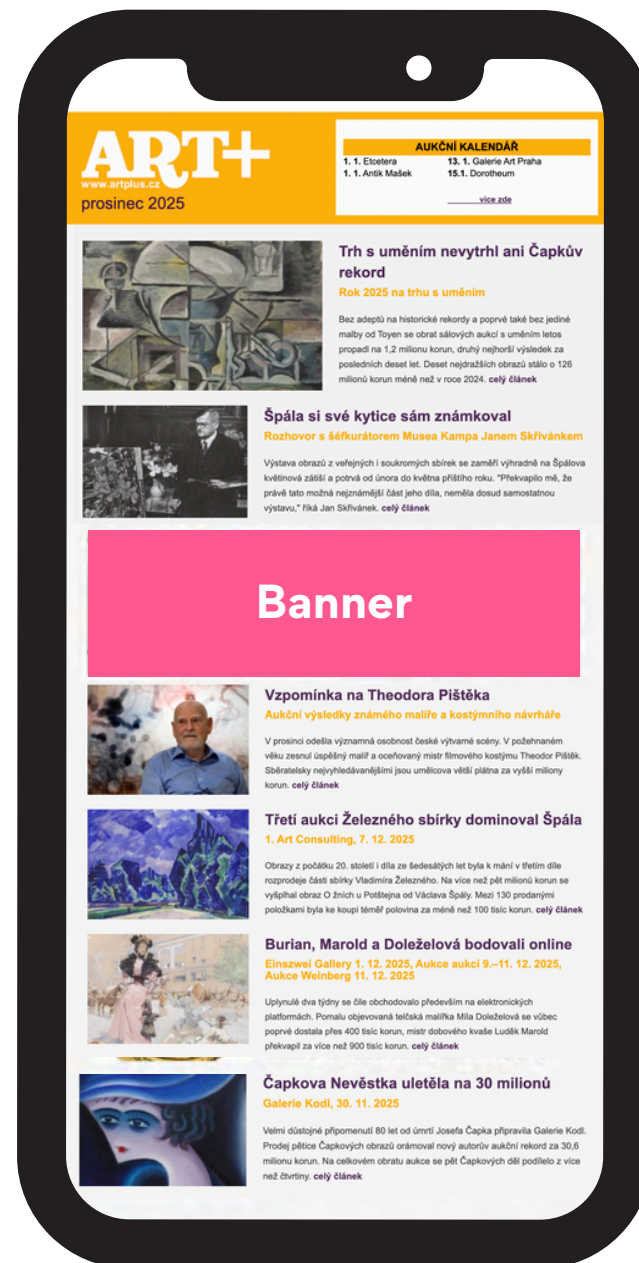 ART+
www.artplus.cz
prosinec 2025
AUKČNÍ KALENDÁŘ
1. 1. Etcetera 13. 1. Galerie Art Praha
1. 1. Antik Mašek 15.1. Dorotheum
více zde
Trh s uměním nevytrhl ani Čapkův
rekord
Rok 2025 na trhu s uměním
Bez adeptů na historické rekordy a poprvé také bez jediné
malby od Toyen se obrat sálových aukcí s uměním letos
propadl na 1,2 milionu korun, druhý nejhorší výsledek za
posledních deset let. Deset nejdražších obrazů stálo o 126
milionů korun méně než v roce 2024. celý článek
Špála si své kytice sám známkoval
Rozhovor s šéfkurátorem Musea Kampa Janem Skřivánkem
Výstava obrazů z veřejných i soukromých sbírek se zaměří výhradně na Špálova
květinová zátiší a potrvá od února do května příštího roku. "Překvapilo mě, že
právě tato možná nejznámější část jeho díla, neměla dosud samostatnou
výstavu," říká Jan Skřivánek. celý článek
Banner
Vzpomínka na Theodora Pištěka
Aukční výsledky známého malíře a kostýmního návrháře
V prosinci odešla významná osobnost české výtvarné scény. V požehnaném
věku zesnul úspěšný malíř a oceňovaný mistr filmového kostýmu Theodor Pištěk.
Sběratelsky nejvyhledávanějšími jsou umělcova větší plátna za vyšší miliony
korun. celý článek
Třetí aukci Železného sbírky dominoval Špála
1. Art Consulting, 7. 12. 2025
Obrazy z počátku 20. století i díla ze šedesátých let byla k mání v třetím díle
rozprodeje části sbírky Vladimíra Železného. Na více než pět milionů korun se
vyšplhal obraz O žních u Potštejna od Václava Špály. Mezi 130 prodanými
položkami byla ke koupi téměř polovina za méně než 100 tisíc korun. celý článek
Burian, Marold a Doleželová bodovali online
Einszwei Gallery 1. 12. 2025, Aukce aukcí 9.–11. 12. 2025,
Aukce Weinberg 11. 12. 2025
Uplynulé dva týdny se čile obchodovalo především na elektronických
platformách. Pomalu objevovaná telčská malířka Míla Doleželová se vůbec
poprvé dostala přes 400 tisíc korun, mistr dobového kvaše Luděk Marold
překvapil za více než 900 tisíc korun. celý článek
Čapkova Nevěstka uletěla na 30 milionů
Galerie Kodl, 30. 11. 2025
Velmi důstojné připomenutí 80 let od úmrtí Josefa Čapka připravila Galerie Kodl.
Prodej pětice Čapkových obrazů orámoval nový autorův aukční rekord za 30,6
milionu korun. Na celkovém obratu aukce se pět Čapkových děl podílelo z více
než čtvrtiny. celý článek